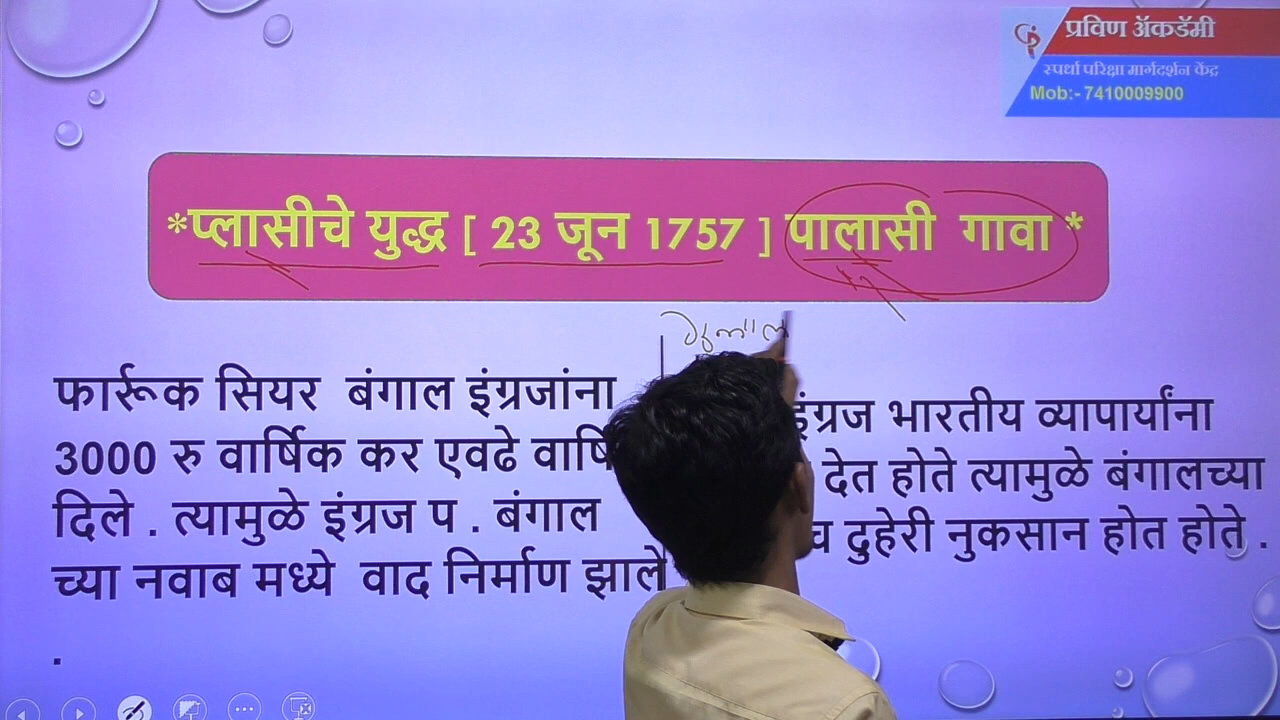 प्रविण ॲकडॅमी
स्पर्धा परिक्षा मार्गदर्शन केंद्र
Mob:- 7410009900
*प्लासीचे युद्ध [ 23 जून 1757 ] पालासी गावा *
फार्रूक सियर बंगाल इंग्रजांना
3000 रु वार्षिक कर एवढे
दिले . त्यामुळे इंग्रज प . बंगाल
च्या नवाब मध्ये वाद निर्माण झाले
.
इंग्रज भारतीय व्यापार्यांना
देत होते त्यामुळे बंगालच्या
दुहेरी नुकसान होत होते .